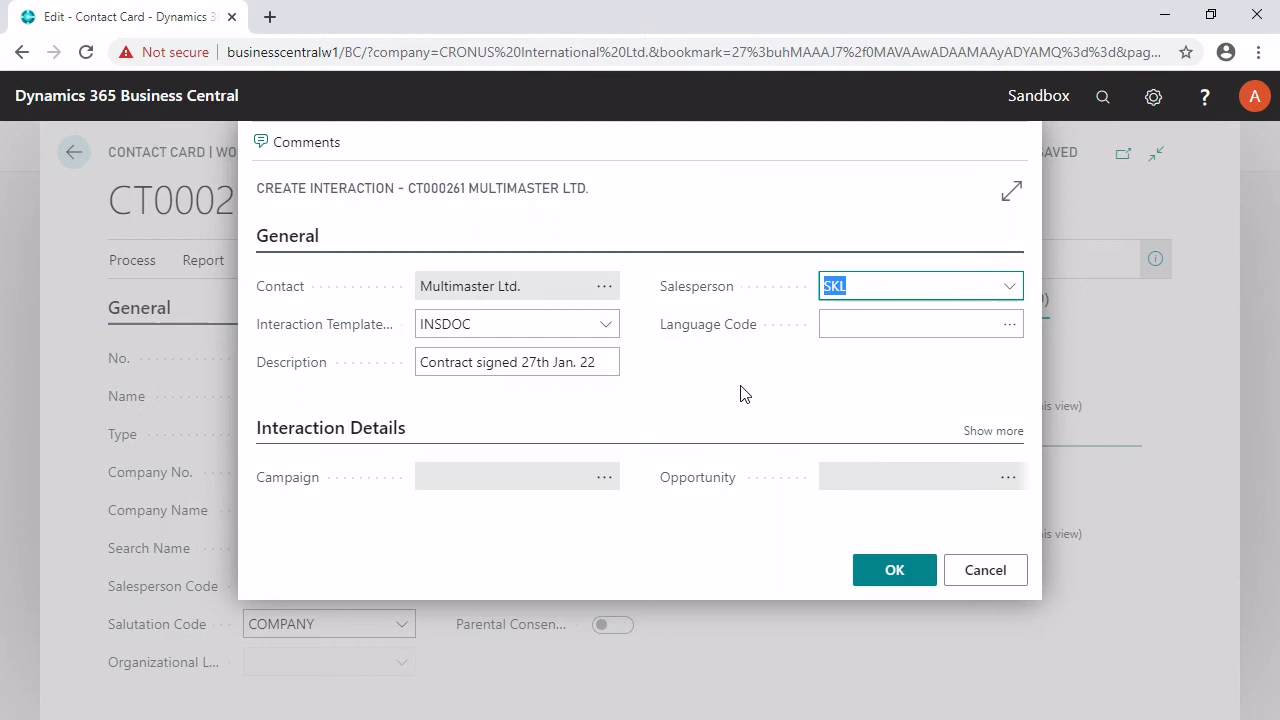 Edit - Contact Card - Dynamics 3
Not secure
businesscentralw1/BC/?company=CRONUS%20International%20Ltd.&bookmark=27%3buhMAAAJ7%2f0MAVAAwADAAMAAyADYAMQ%3d%3d&pag...
Dynamics 365 Business Central
Sandbox
?
A
Comments
CONTACT CARD | WO
SAVED
CREATE INTERACTION - CT000261 MULTIMASTER LTD.
CT0002
General
Process
Report
Contact
Multimaster Ltd.
Salesperson
SKL
General
Interaction Template...
INSDOC
Language Code
No.
Description
Contract signed 27th Jan. 22
Name
his view)
Interaction Details
Show more
Type
Company No.
Campaign
Opportunity
Company Name
his view)
Search Name
OK
Cancel
Salesperson Code
Salutation Code
COMPANY
Parental Consen...
Organizational L...